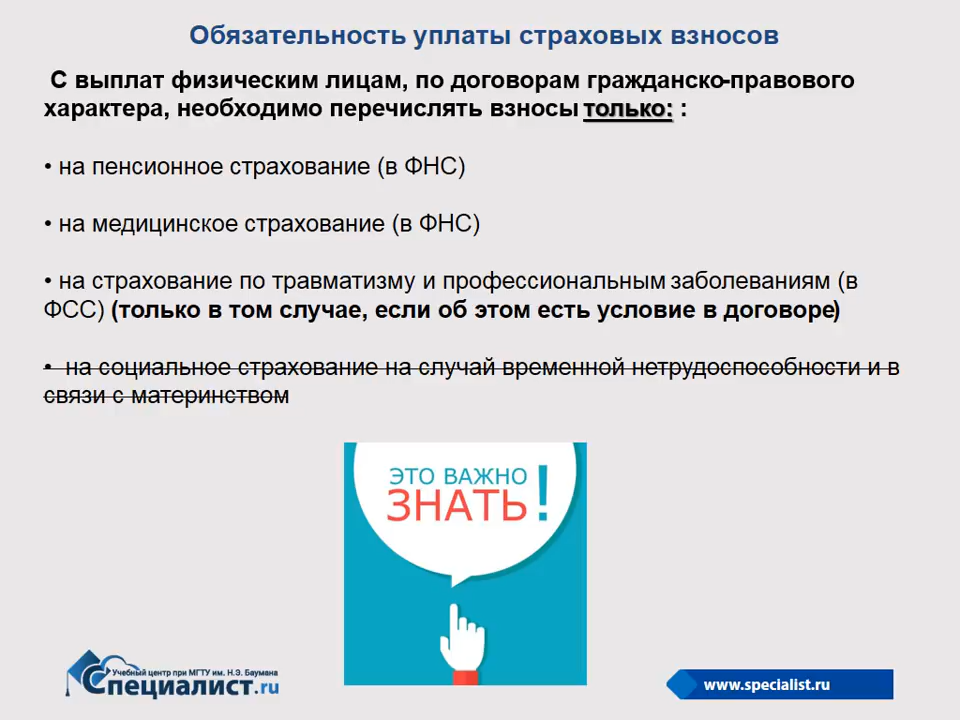 Обязательность уплаты страховых взносов
С выплат физическим лицам, по договорам гражданско-правового
характера, необходимо перечислять взносы только: :
• на пенсионное страхование (в ФНС)
• на медицинское страхование (в ФНС)
• на страхование по травматизму и профессиональным заболеваниям (в
ФСС) (только в том случае, если об этом есть условие в договоре)
• на социальное страхование на случай временной нетрудоспособности и в
связи с материнством
ЭТО ВАЖНО
ЗНАТЬ!
Учебный центр при МГТУ им. Н.Э. Баумана
Специалист.ru
www.specialist.ru